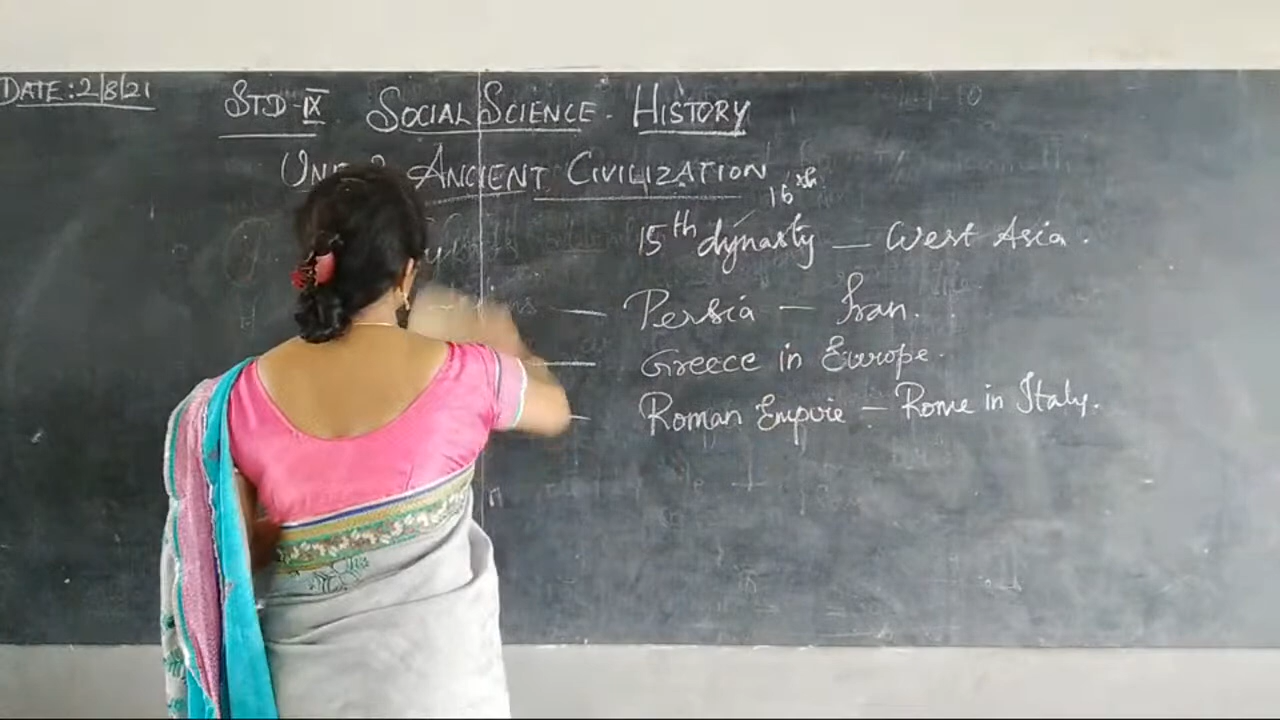 DATE: 2/8/21
STD-IX SOCIAL SCIENCE - HISTORY
ANCIENT CIVILIZATION
16th
15th dynasty — West Asia.
— Persia — Iran.
— Greece in Europe.
— Roman Empire — Rome in Italy.